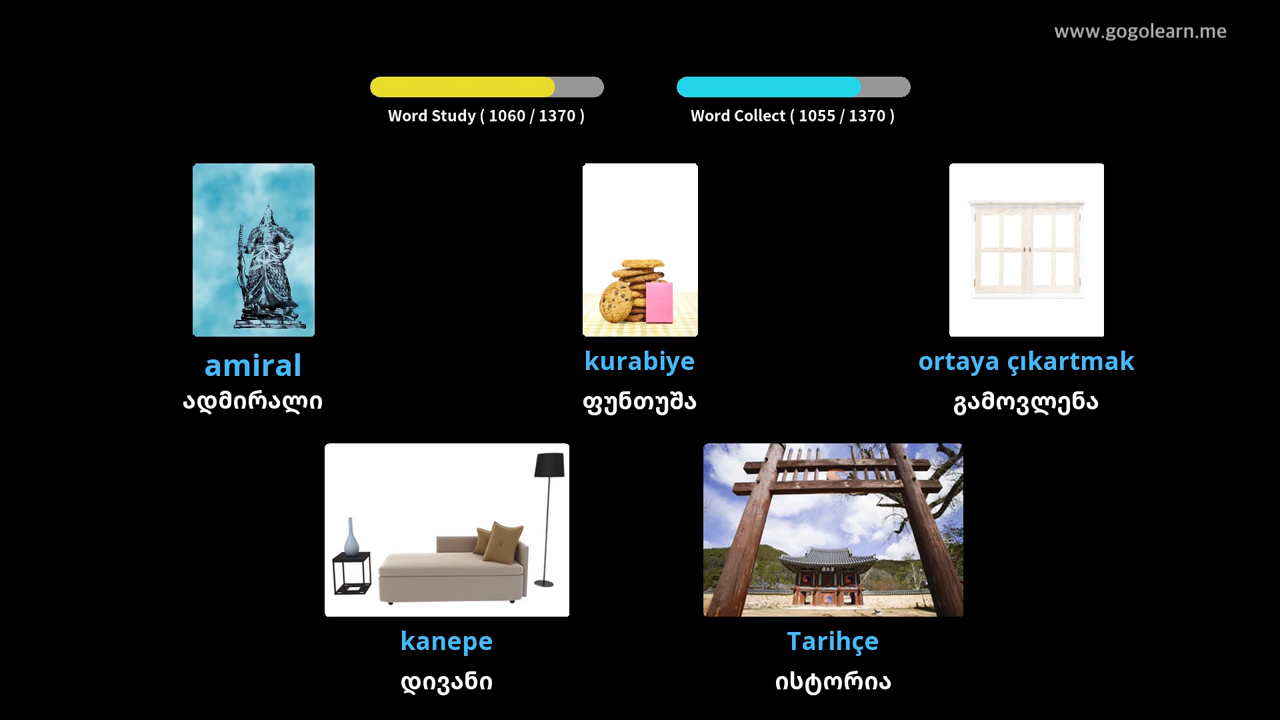 www.gogolearn.me
Word Study ( 1060 / 1370 )
Word Collect ( 1055 / 1370 )
amiral
ადმირალი
kurabiye
ფუნთუშა
ortaya çıkartmak
გამოვლენა
kanepe
დივანი
Tarihçe
ისტორია